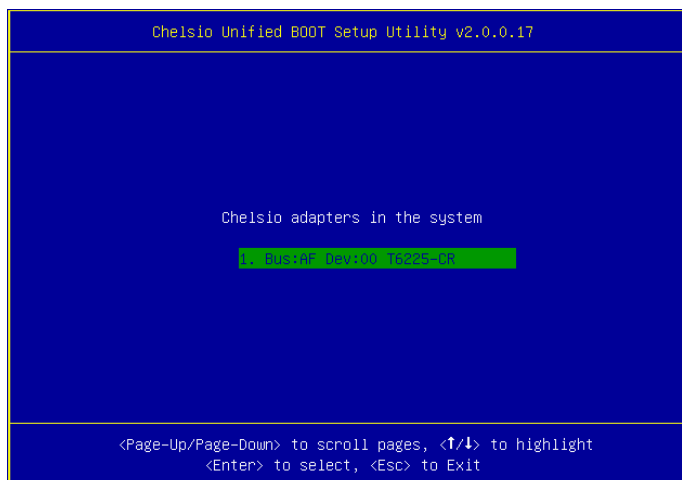 Chelsio Unified BOOT Setup Utility v2.0.0.17
Chelsio adapters in the system
1. Bus:AF Dev:00 T6225-CR
<Page-Up/Page-Down> to scroll pages, <↑/↓> to highlight
<Enter> to select, <Esc> to Exit